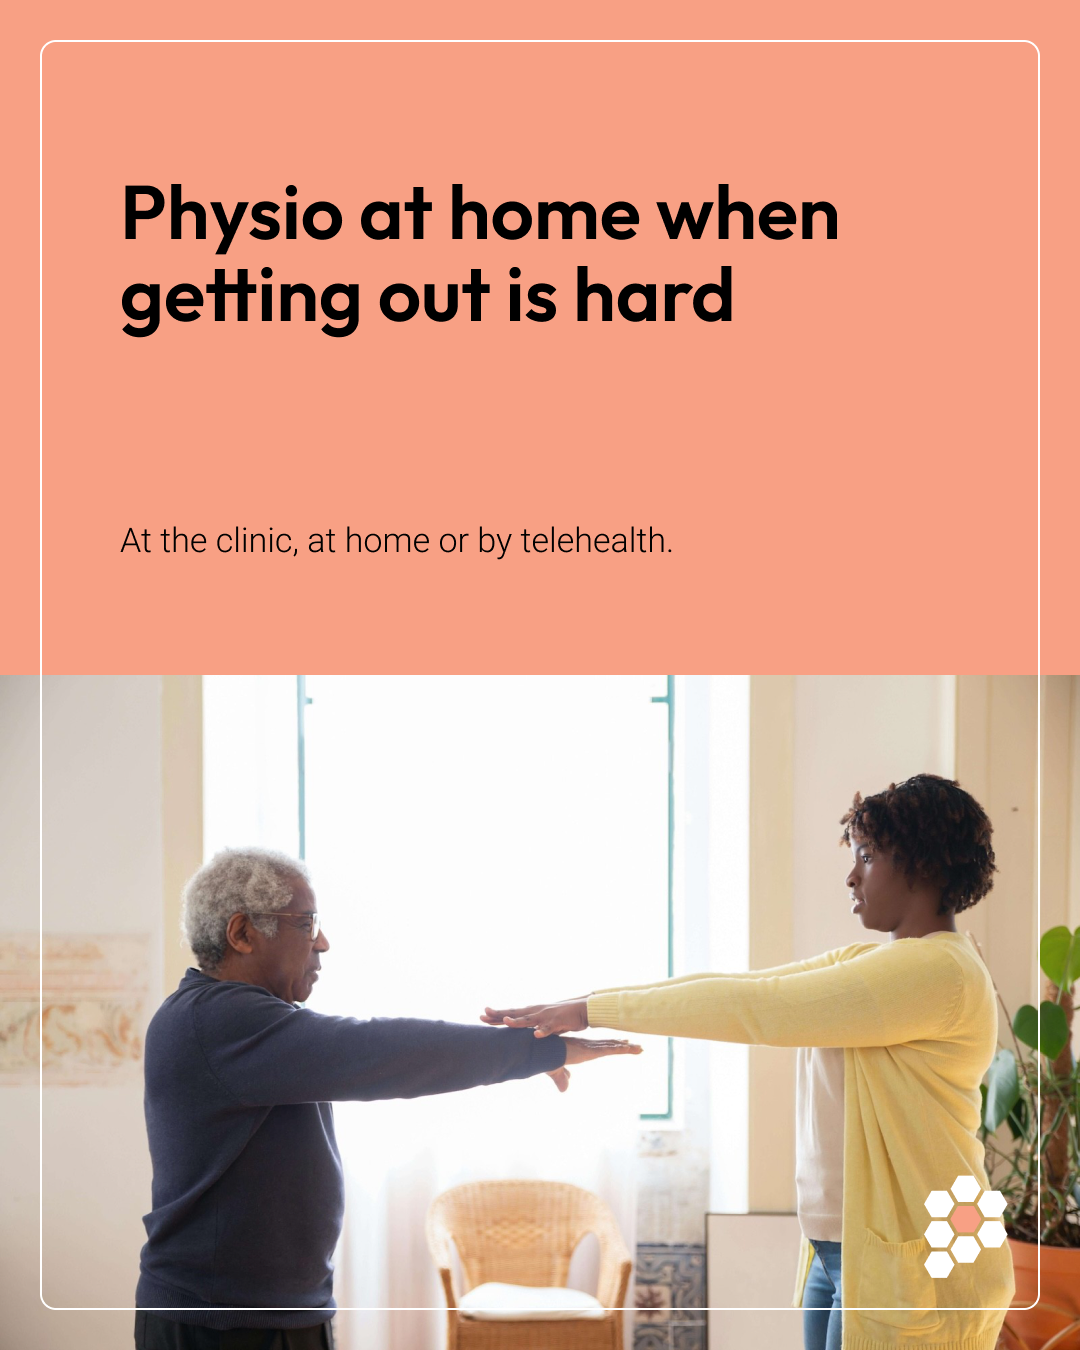 Physio at home when
getting out is hard
At the clinic, at home or by telehealth.